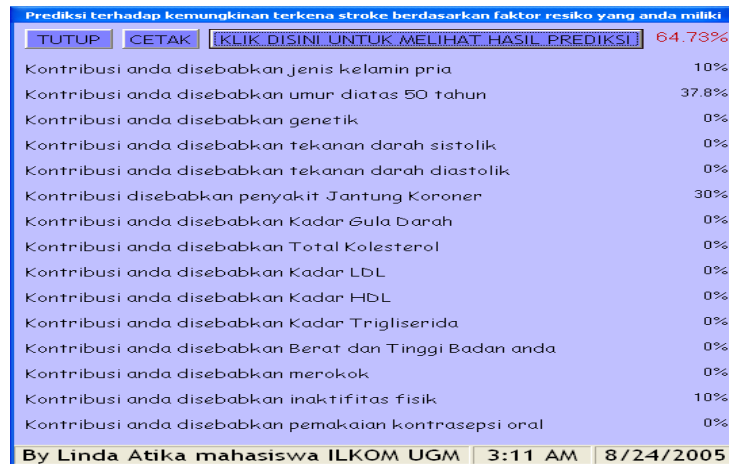 Prediksi terhadap kemungkinan terkena stroke berdasarkan faktor resiko yang anda miliki
TUTUP CETAK KLIK DISINI UNTUK MELIHAT HASIL PREDIKSI 64.73%
Kontribusi anda disebabkan jenis kelamin pria 10%
Kontribusi anda disebabkan umur diatas 50 tahun 37.8%
Kontribusi anda disebabkan genetik 0%
Kontribusi anda disebabkan tekanan darah sistolik 0%
Kontribusi anda disebabkan tekanan darah diastolik 0%
Kontribusi disebabkan penyakit Jantung Koroner 30%
Kontribusi anda disebabkan Kadar Gula Darah 0%
Kontribusi anda disebabkan Total Kolesterol 0%
Kontribusi anda disebabkan Kadar LDL 0%
Kontribusi anda disebabkan Kadar HDL 0%
Kontribusi anda disebabkan Kadar Trigliserida 0%
Kontribusi anda disebabkan Berat dan Tinggi Badan anda 0%
Kontribusi anda disebabkan merokok 0%
Kontribusi anda disebabkan inaktifitas fisik 10%
Kontribusi anda disebabkan pemakaian kontrasepsi oral 0%
By Linda Atika mahasiswa ILKOM UGM 3:11 AM 8/24/2005